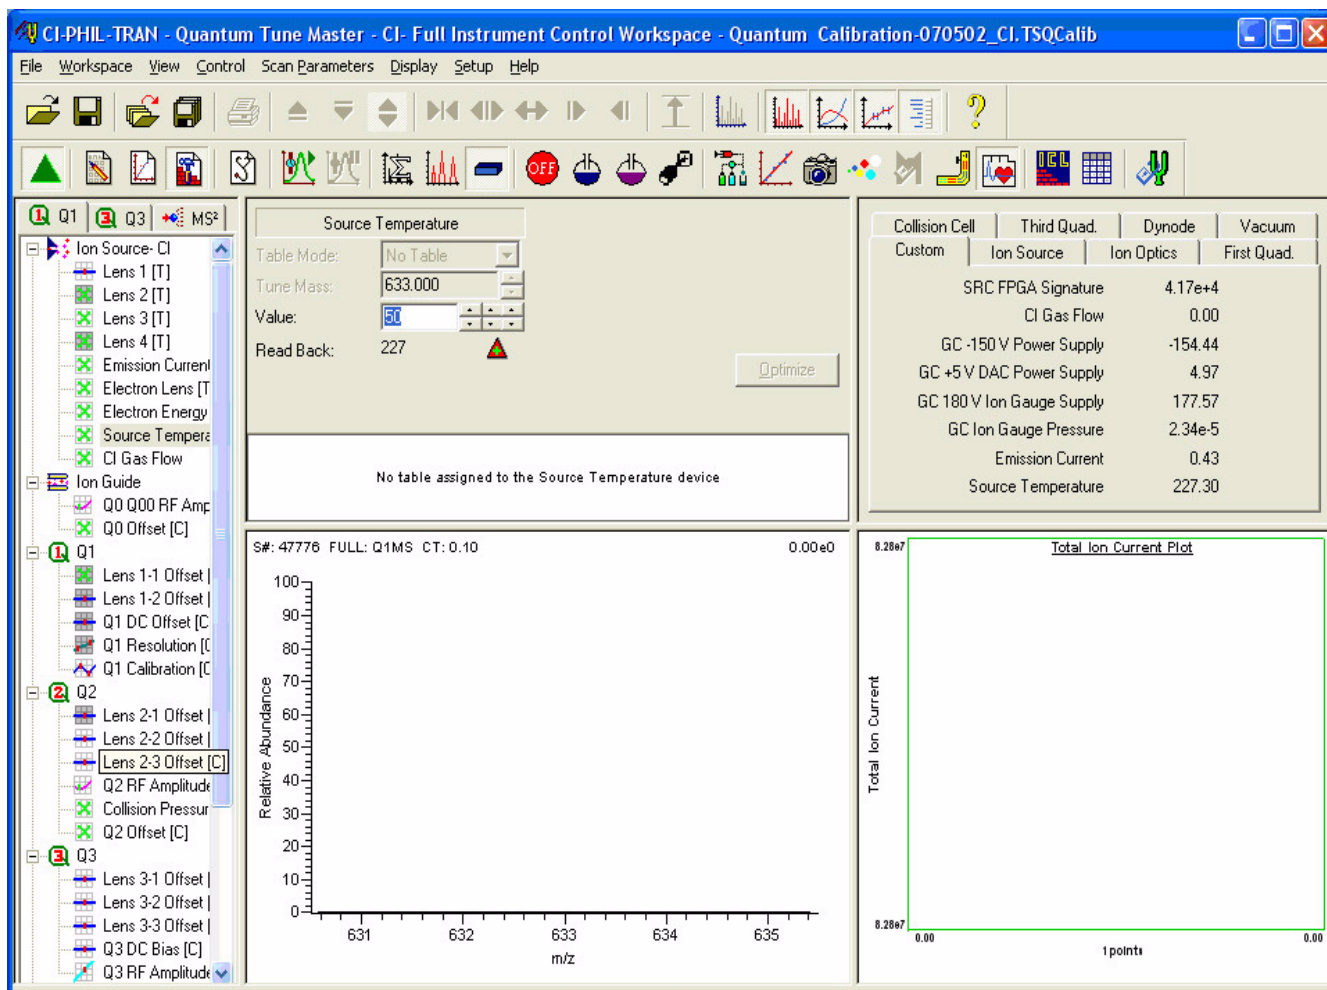 CI-PHIL-TRAN - Quantum Tune Master - CI- Full Instrument Control Workspace - Quantum Calibration-070502_CI.TSQCalib
File Workspace View Control Scan Parameters Display Setup Help
OFF
ICL
1 Q1 3 Q3 MS²
Ion Source- CI
Lens 1 [T]
Lens 2 [T]
Lens 3 [T]
Lens 4 [T]
Emission Current
Electron Lens [T
Electron Energy
Source Tempera
CI Gas Flow
Ion Guide
Q0 Q00 RF Amp
Q0 Offset [C]
1 Q1
Lens 1-1 Offset [
Lens 1-2 Offset [
Q1 DC Offset [C
Q1 Resolution [C
Q1 Calibration [C
2 Q2
Lens 2-1 Offset [
Lens 2-2 Offset [
Lens 2-3 Offset [C]
Q2 RF Amplitude
Collision Pressur
Q2 Offset [C]
3 Q3
Lens 3-1 Offset [
Lens 3-2 Offset [
Lens 3-3 Offset [
Q3 DC Bias [C]
Q3 RF Amplitude
Source Temperature
Table Mode: No Table
Tune Mass: 633.000
Value: 50
Read Back: 227
Optimize
No table assigned to the Source Temperature device
Collision Cell Third Quad. Dynode Vacuum
Custom Ion Source Ion Optics First Quad.
SRC FPGA Signature 4.17e+4
CI Gas Flow 0.00
GC -150 V Power Supply -154.44
GC +5 V DAC Power Supply 4.97
GC 180 V Ion Gauge Supply 177.57
GC Ion Gauge Pressure 2.34e-5
Emission Current 0.43
Source Temperature 227.30
S#: 47776 FULL: Q1MS CT: 0.10 0.00e0
100
90
80
70
60
50
40
30
20
10
0
Relative Abundance
631 632 633 634 635
m/z
8.28e7 Total Ion Current Plot
Total Ion Current
8.28e7
0.00 0.00
1 points